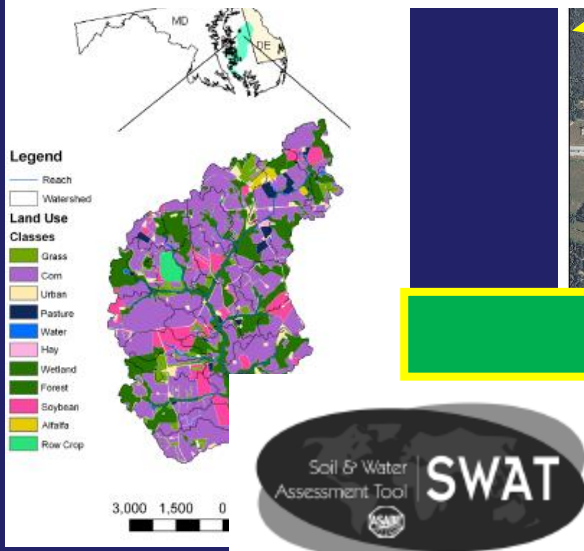 MD
DE
Legend
Reach
Watershed
Land Use
Classes
Grass
Corn
Urban
Pasture
Water
Hay
Wetland
Forest
Soybean
Alfalfa
Row Crop
3,000 1,500 0
Soil & Water
Assessment Tool
SWAT
ASABE